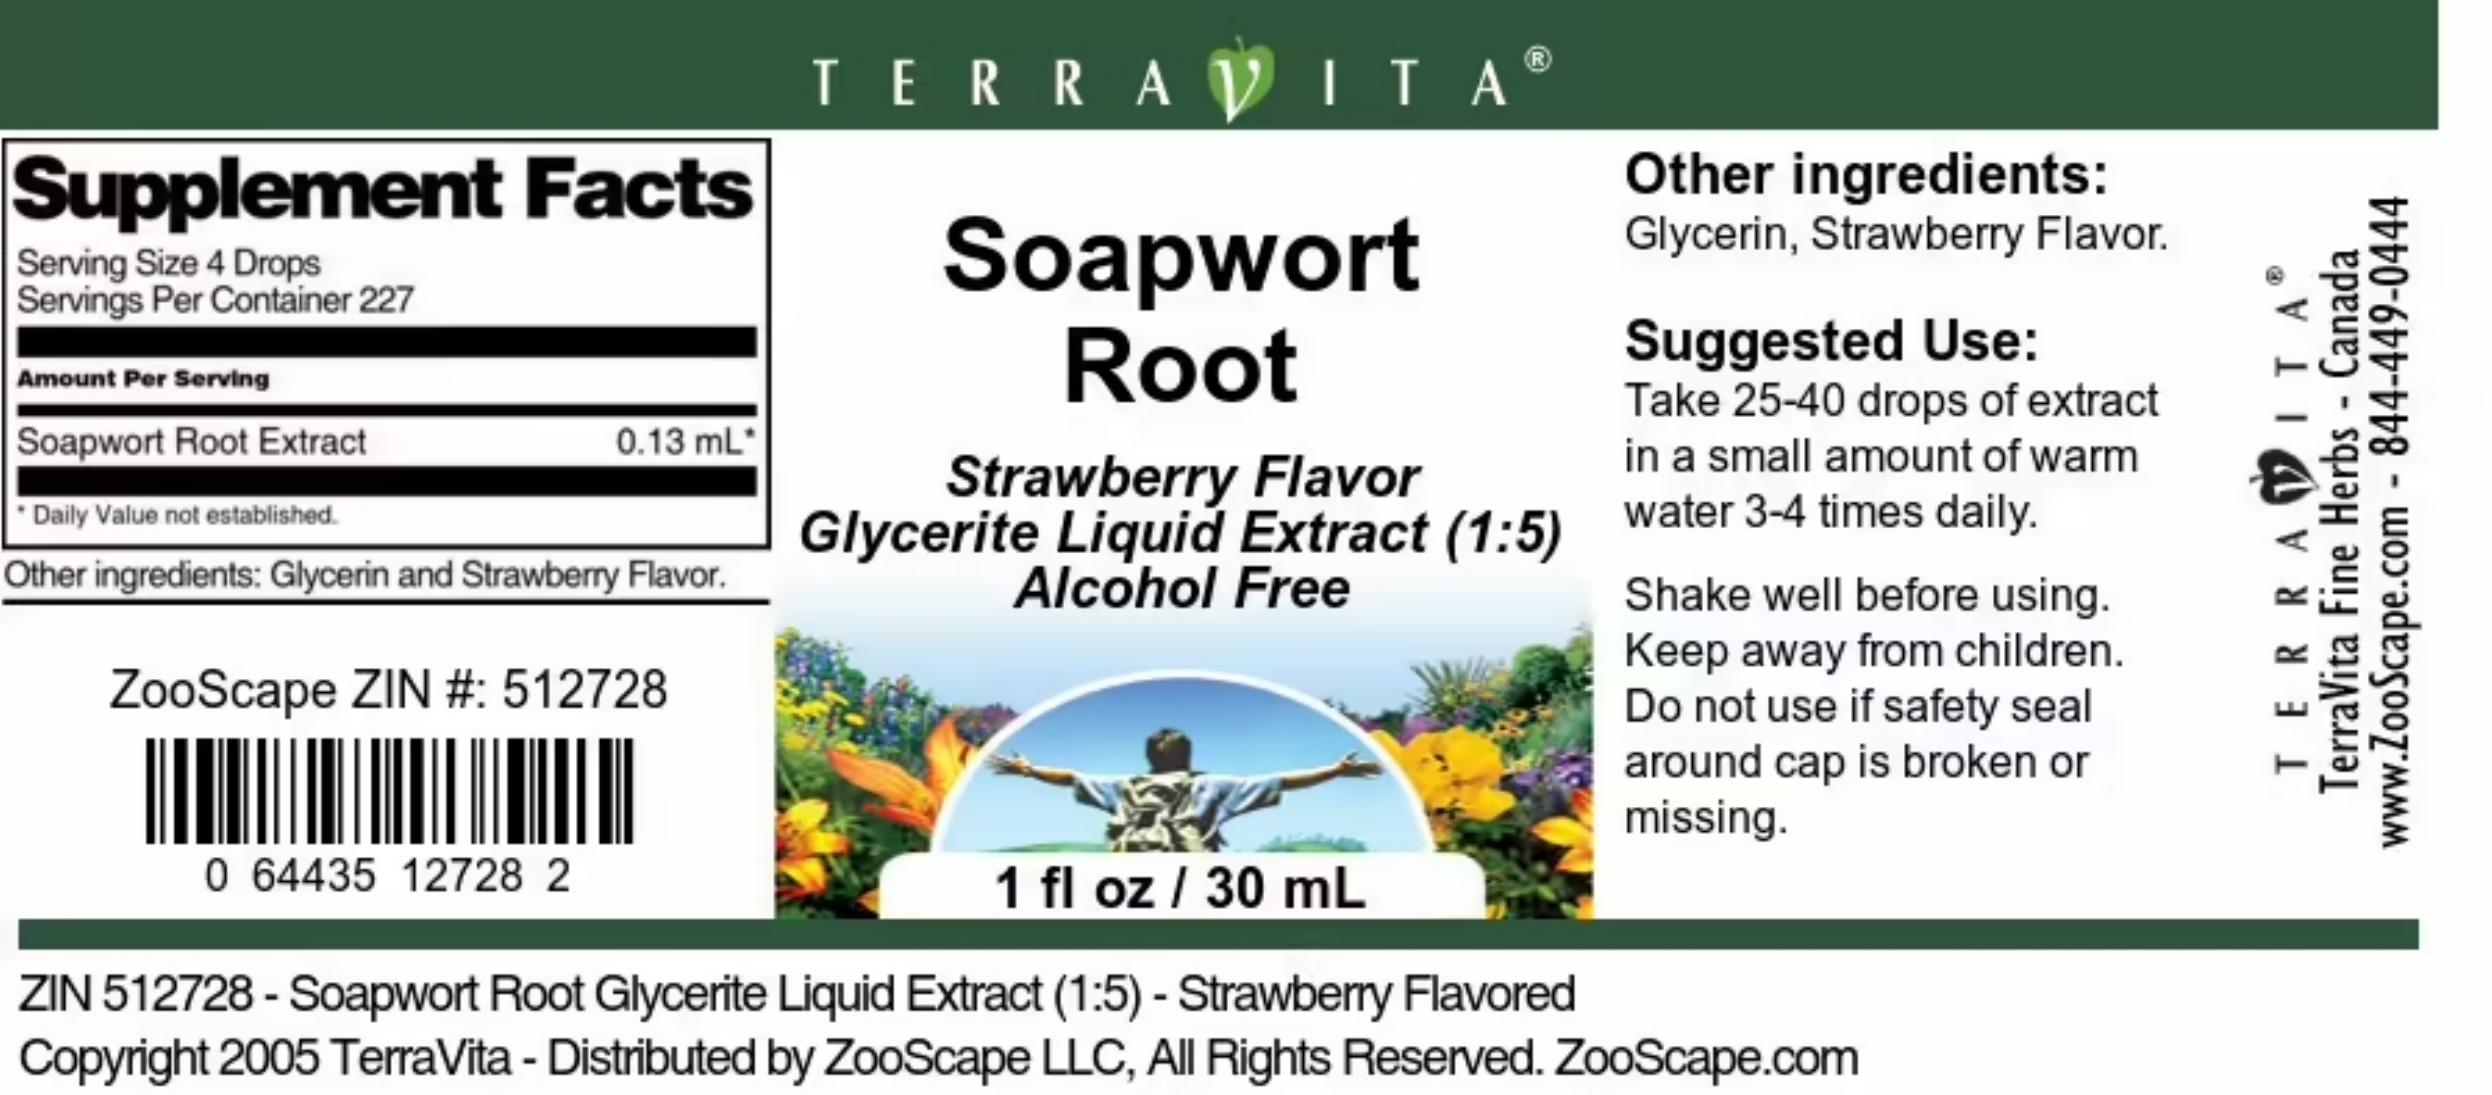 TERRAVITA®
Supplement Facts
Serving Size 4 Drops
Servings Per Container 227
Amount Per Serving
Soapwort Root Extract 0.13 mL*
* Daily Value not established.
Other ingredients: Glycerin and Strawberry Flavor.
ZooScape ZIN #: 512728
0 64435 12728 2
Soapwort
Root
Strawberry Flavor
Glycerite Liquid Extract (1:5)
Alcohol Free
1 fl oz / 30 mL
Other ingredients:
Glycerin, Strawberry Flavor.
Suggested Use:
Take 25-40 drops of extract
in a small amount of warm
water 3-4 times daily.
Shake well before using.
Keep away from children.
Do not use if safety seal
around cap is broken or
missing.
TERRAVITA®
TerraVita Fine Herbs - Canada
www.ZooScape.com - 844-449-0444
ZIN 512728 - Soapwort Root Glycerite Liquid Extract (1:5) - Strawberry Flavored
Copyright 2005 TerraVita - Distributed by ZooScape LLC, All Rights Reserved. ZooScape.com